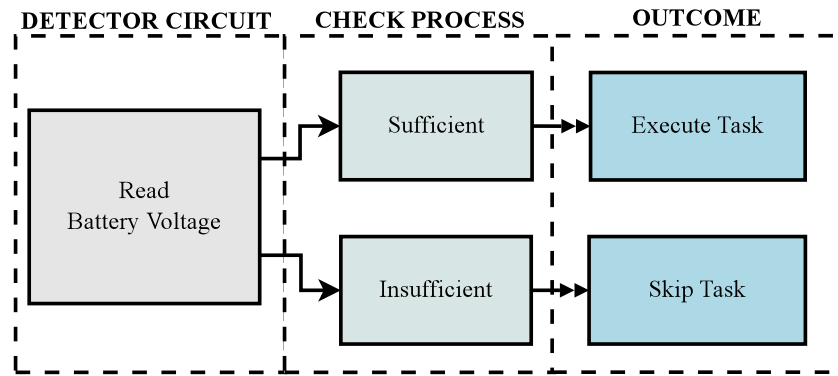 DETECTOR CIRCUIT
CHECK PROCESS
OUTCOME
Read
Battery Voltage
Sufficient
Execute Task
Insufficient
Skip Task